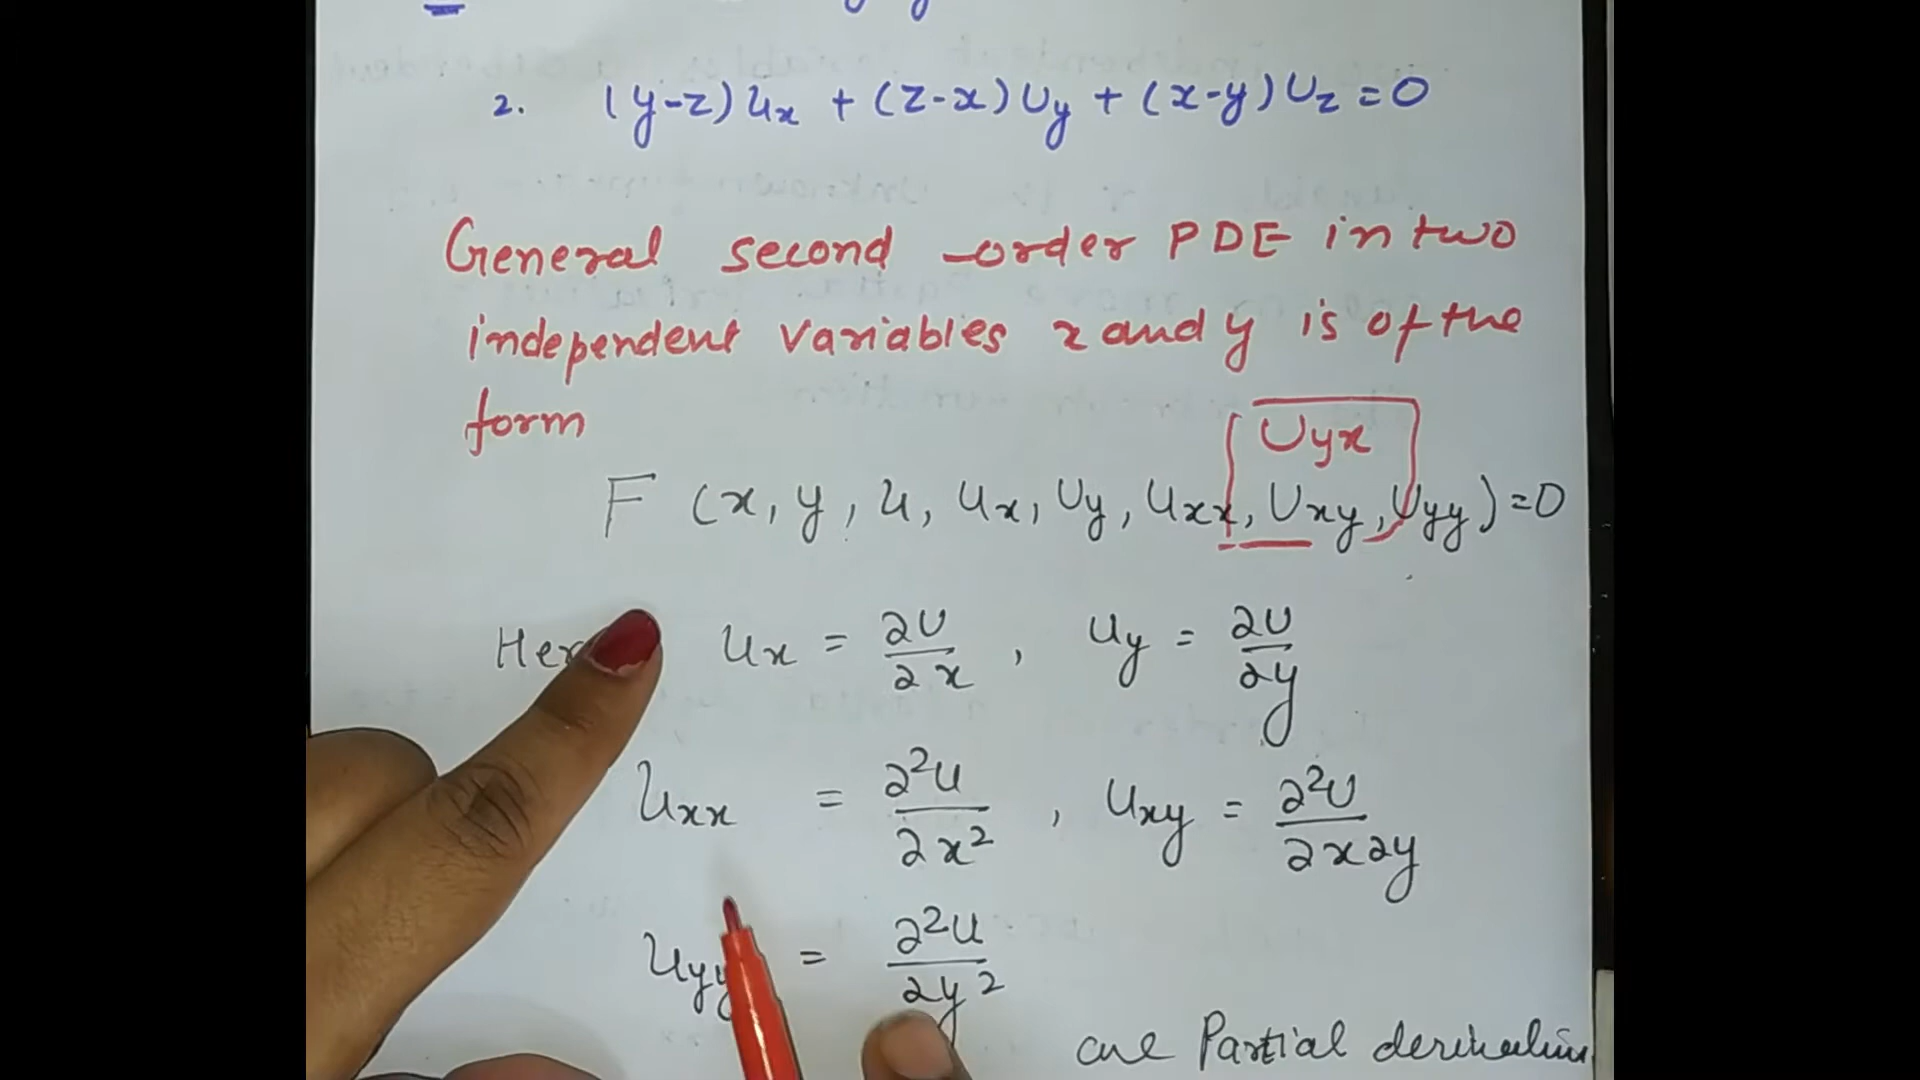 2. (y-z)Ux + (z-x)Uy + (x-y)Uz = 0
General second-order PDE in two
independent variables x and y is of the
form
Uyx
F (x, y, u, Ux, Uy, Uxx, Uxy, Uyy) = 0
Ux = ∂U/∂x , Uy = ∂U/∂y
Uxx = ∂²u/∂x² , Uxy = ∂²U/∂x∂y
Uyy = ∂²u/∂y²
are Partial